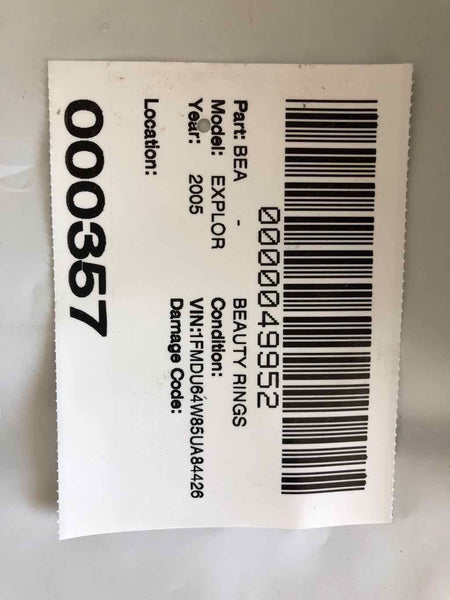 0000049952
Part: BEA - BEAUTY RINGS
Model: EXPLOR Condition:
Year: 2005 VIN:1FMDU64W85UA84426
Damage Code:
Location:
000357